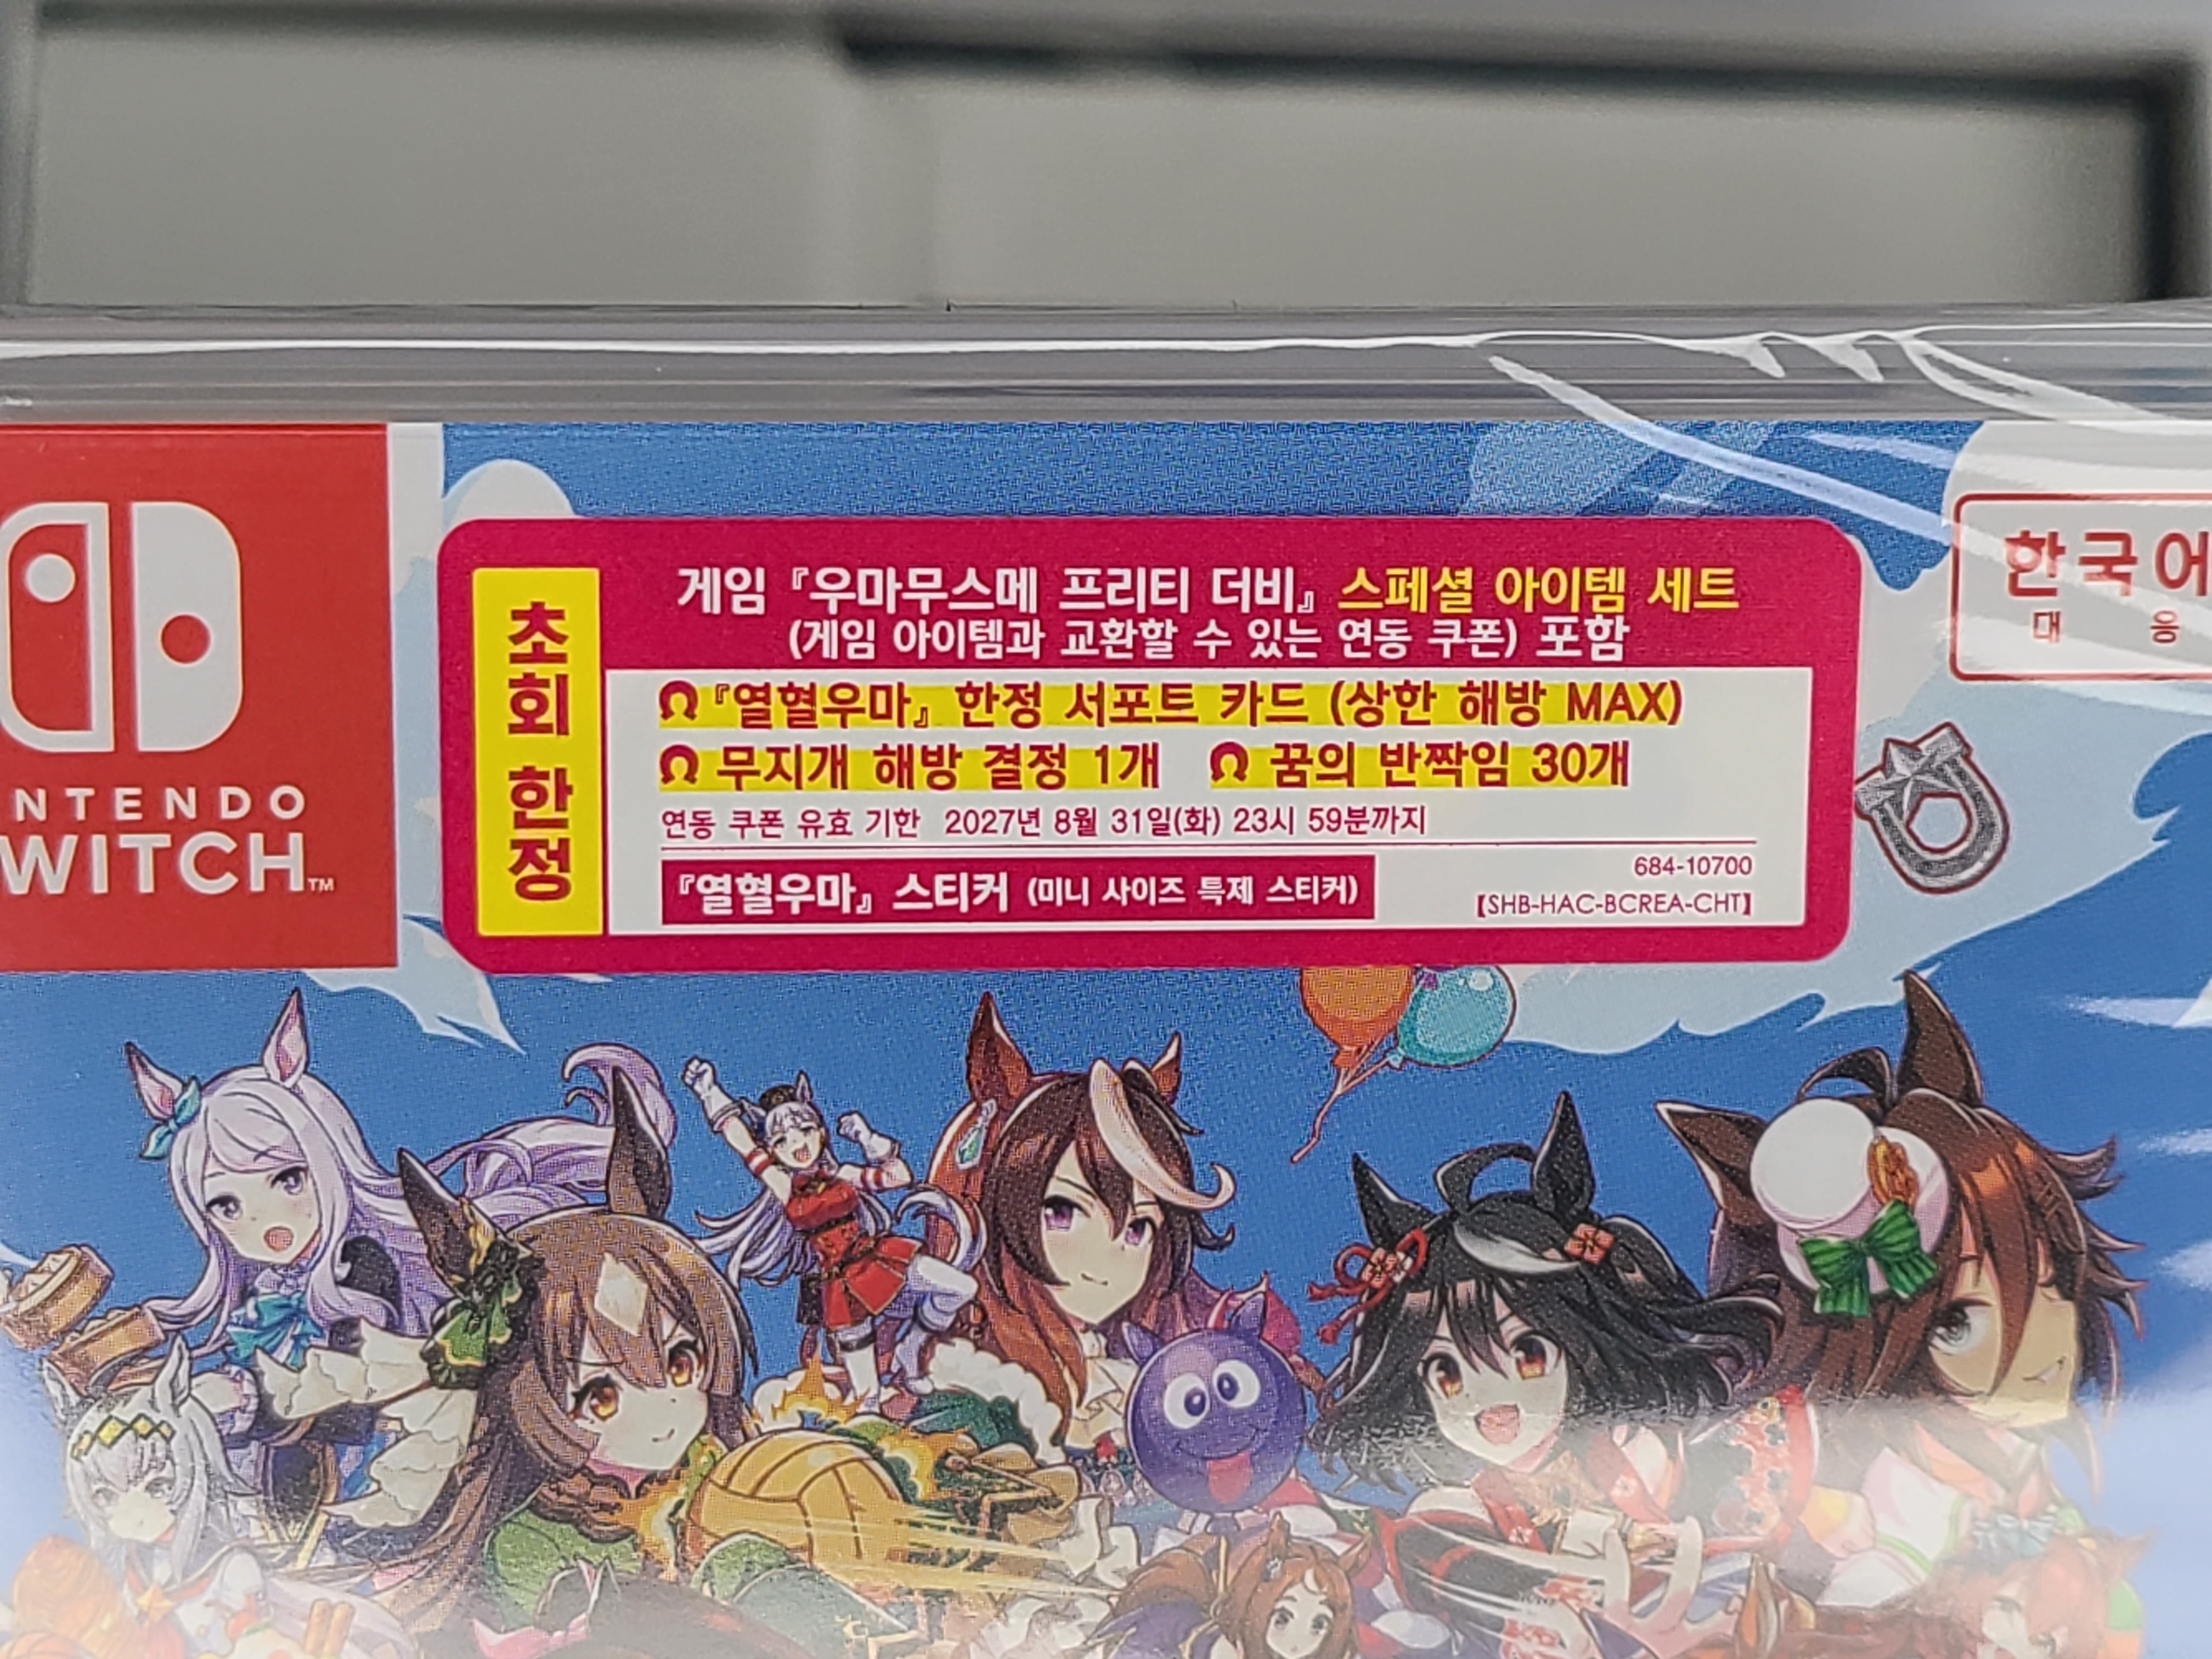 초회 한정
게임 『우마무스메 프리티 더비』 스페셜 아이템 세트
(게임 아이템과 교환할 수 있는 연동 쿠폰) 포함
『열혈우마』 한정 서포트 카드 (상한 해방 MAX)
무지개 해방 결정 1개 꿈의 반짝임 30개
연동 쿠폰 유효 기한 2027년 8월 31일(화) 23시 59분까지
『열혈우마』 스티커 (미니 사이즈 특제 스티커)
684-10700
【SHB-HAC-BCREA-CHT】
NTENDO
WITCH™
한국어
대응